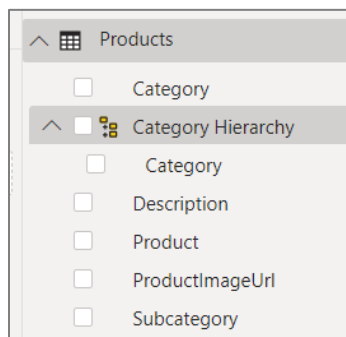 Products
Category
Category Hierarchy
Category
Description
Product
ProductImageUrl
Subcategory